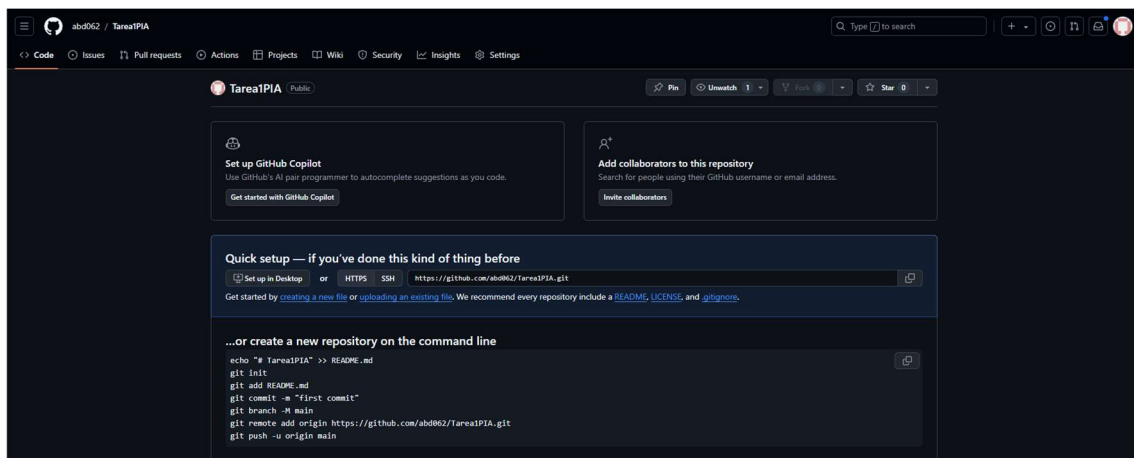 abd062 / Tarea1PIA
Type / to search
Code Issues Pull requests Actions Projects Wiki Security Insights Settings
Tarea1PIA Public
Pin Unwatch 1 Fork 0 Star 0
Set up GitHub Copilot
Use GitHub's AI pair programmer to autocomplete suggestions as you code.
Get started with GitHub Copilot
Add collaborators to this repository
Search for people using their GitHub username or email address.
Invite collaborators
Quick setup — if you've done this kind of thing before
Set up in Desktop or HTTPS SSH https://github.com/abd062/Tarea1PIA.git
Get started by creating a new file or uploading an existing file. We recommend every repository include a README, LICENSE, and .gitignore.
...or create a new repository on the command line
echo "# Tarea1PIA" >> README.md
git init
git add README.md
git commit -m "first commit"
git branch -M main
git remote add origin https://github.com/abd062/Tarea1PIA.git
git push -u origin main